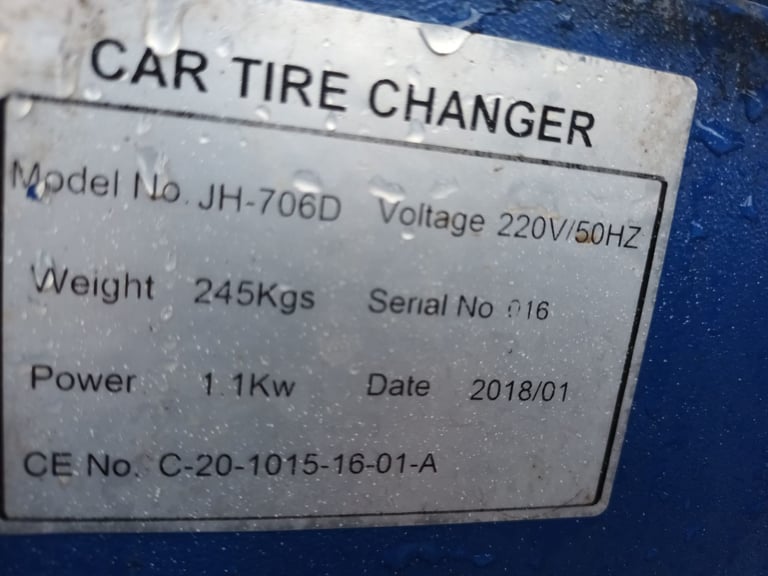 CAR TIRE CHANGER
Model No. JH-706D Voltage 220V/50HZ
Weight 245Kgs Serial No 016
Power 1.1Kw Date 2018/01
CE No. C-20-1015-16-01-A